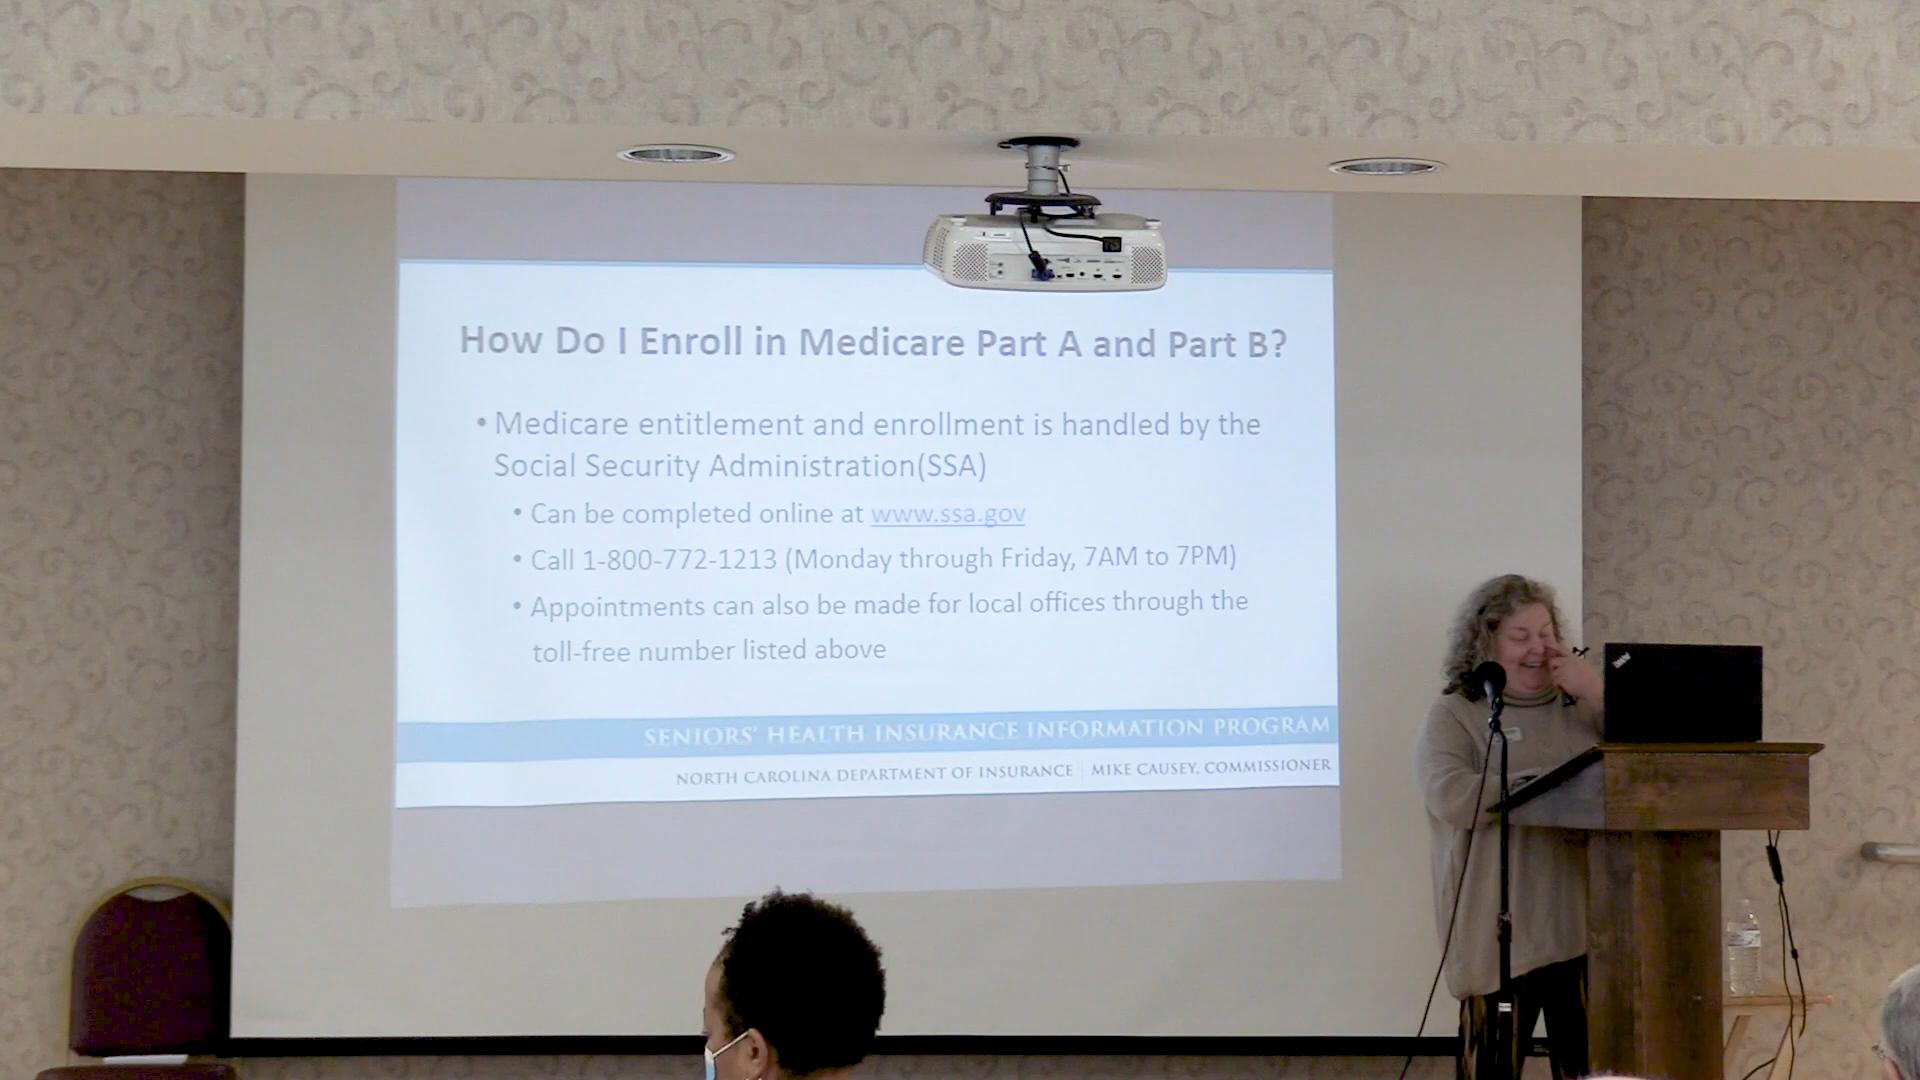 How Do I Enroll in Medicare Part A and Part B?
• Medicare entitlement and enrollment is handled by the
Social Security Administration(SSA)
• Can be completed online at www.ssa.gov
• Call 1-800-772-1213 (Monday through Friday, 7AM to 7PM)
• Appointments can also be made for local offices through the
toll-free number listed above
SENIORS' HEALTH INSURANCE INFORMATION PROGRAM
NORTH CAROLINA DEPARTMENT OF INSURANCE | MIKE CAUSEY, COMMISSIONER
ThinkPad